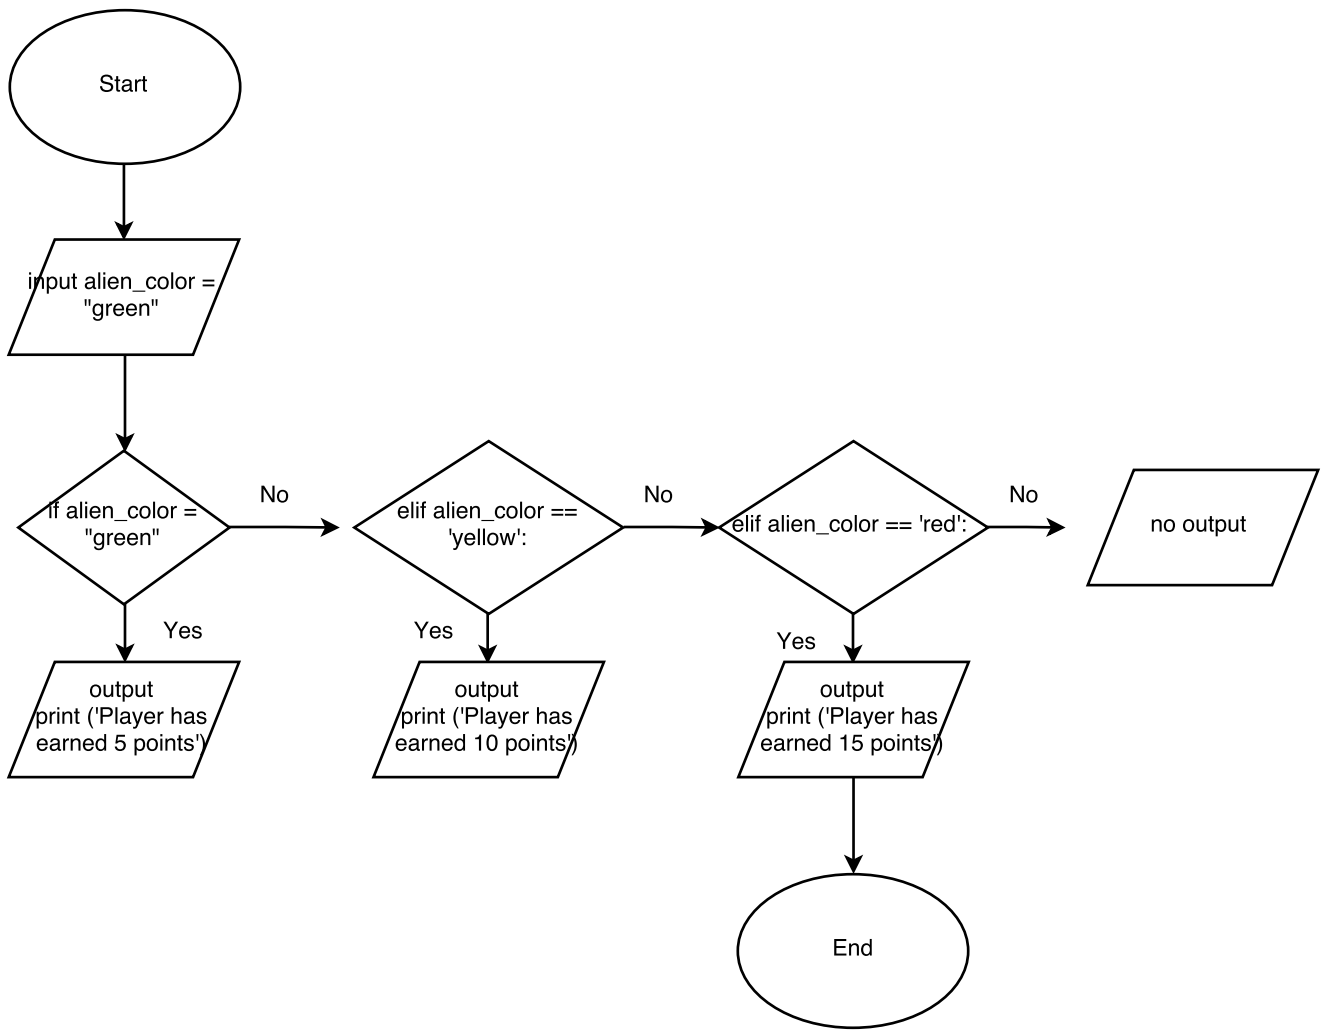 Start
input alien_color =
"green"
if alien_color =
"green"
No
elif alien_color ==
'yellow':
No
elif alien_color == 'red':
No
no output
Yes
Yes
Yes
output
print ('Player has
earned 5 points')
output
print ('Player has
earned 10 points')
output
print ('Player has
earned 15 points')
End